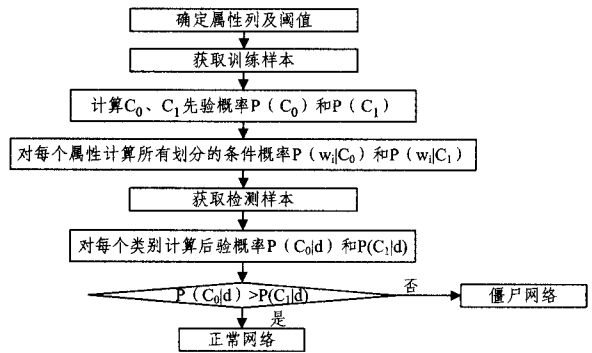 确定属性列及阈值
获取训练样本
计算C₀、C₁先验概率P（C₀）和P（C₁）
对每个属性计算所有划分的条件概率P（wᵢ|C₀）和P（wᵢ|C₁）
获取检测样本
对每个类别计算后验概率P（C₀|d）和P(C₁|d)
P（C₀|d）>P(C₁|d)
否
僵尸网络
是
正常网络